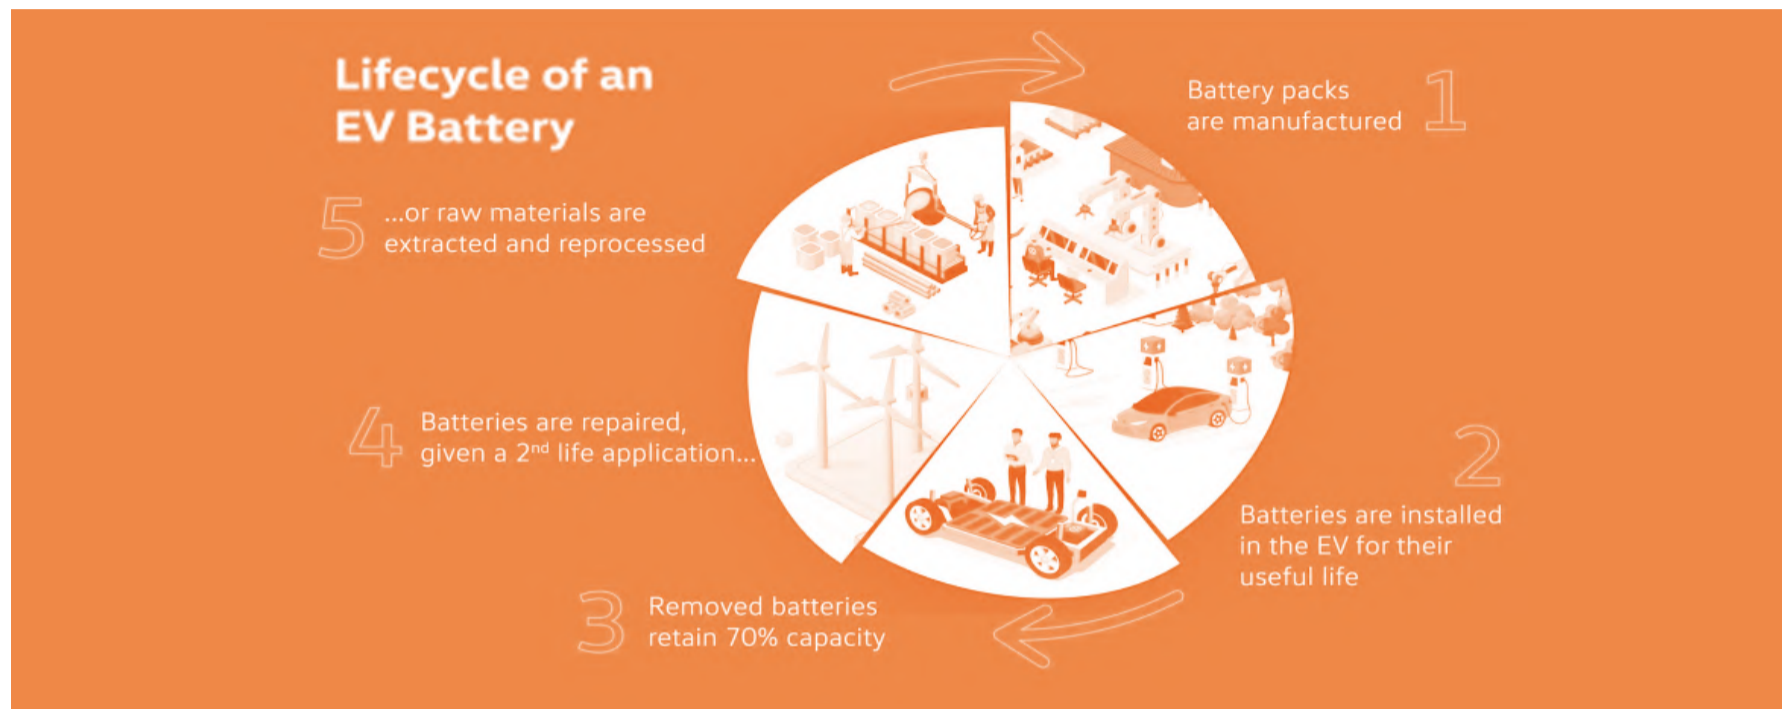 Lifecycle of an
EV Battery
1
Battery packs
are manufactured
2
Batteries are installed
in the EV for their
useful life
3
Removed batteries
retain 70% capacity
4
Batteries are repaired,
given a 2nd life application...
5
...or raw materials are
extracted and reprocessed